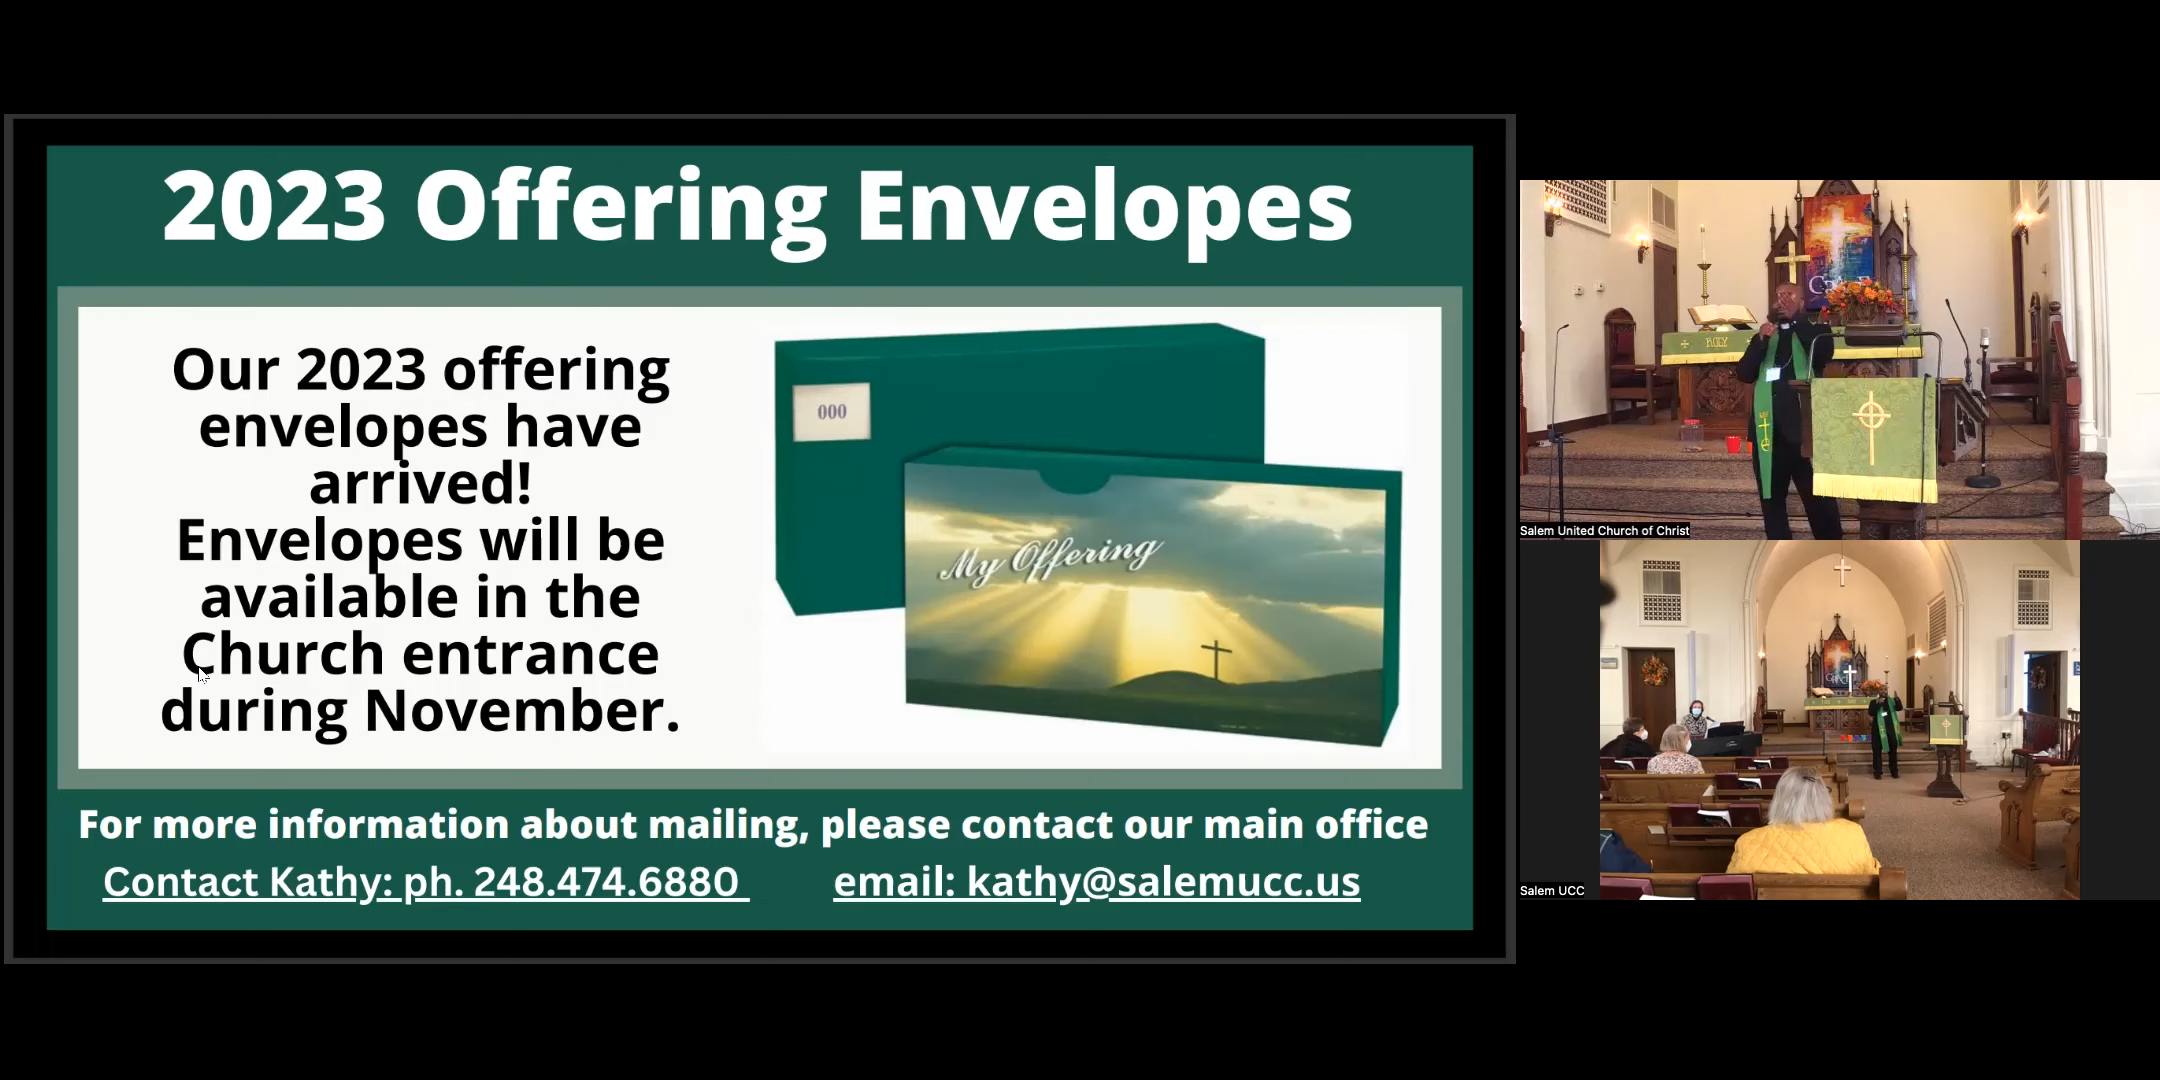 2023 Offering Envelopes
Our 2023 offering
envelopes have
arrived!
Envelopes will be
available in the
Church entrance
during November.
000
My Offering
For more information about mailing, please contact our main office
Contact Kathy: ph. 248.474.6880
email: kathy@salemucc.us
HOLY
Salem United Church of Christ
Salem UCC